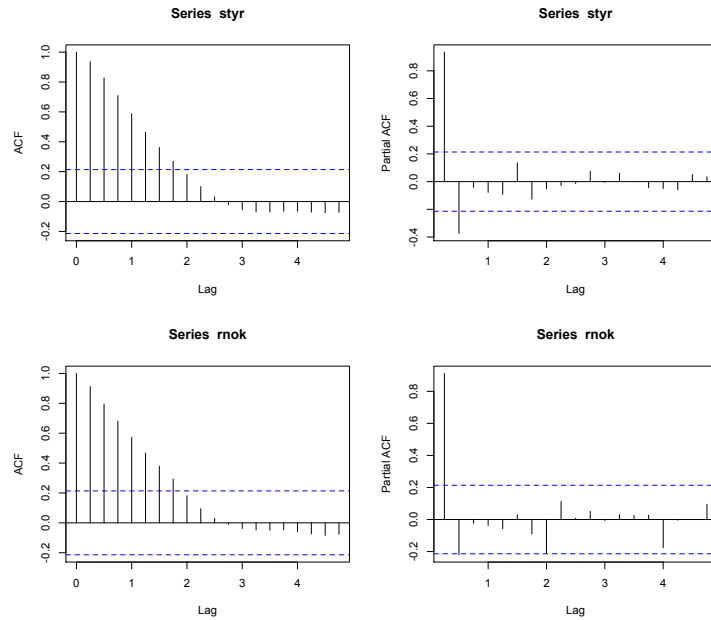 Series styr
ACF
0.0 0.2 0.4 0.6 0.8 1.0
-0.2
0 1 2 3 4
Lag
Series styr
Partial ACF
-0.4 0.0 0.2 0.4 0.6 0.8
1 2 3 4
Lag
Series rnok
ACF
-0.2 0.0 0.2 0.4 0.6 0.8 1.0
0 1 2 3 4
Lag
Series rnok
Partial ACF
-0.2 0.0 0.2 0.4 0.6 0.8
1 2 3 4
Lag